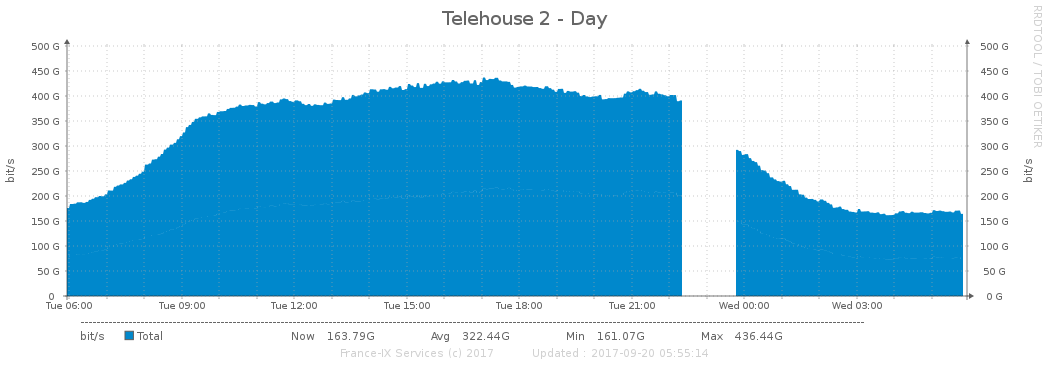 Telehouse 2 - Day
RRDTOOL / TOBI OETIKER
500 G 500 G
450 G 450 G
400 G 400 G
350 G 350 G
300 G 300 G
250 G 250 G
200 G 200 G
150 G 150 G
100 G 100 G
50 G 50 G
0 0 G
bit/s bit/s
Tue 06:00 Tue 09:00 Tue 12:00 Tue 15:00 Tue 18:00 Tue 21:00 Wed 00:00 Wed 03:00
bit/s Total Now 163.79G Avg 322.44G Min 161.07G Max 436.44G
France-IX Services (c) 2017 Updated : 2017-09-20 05:55:14